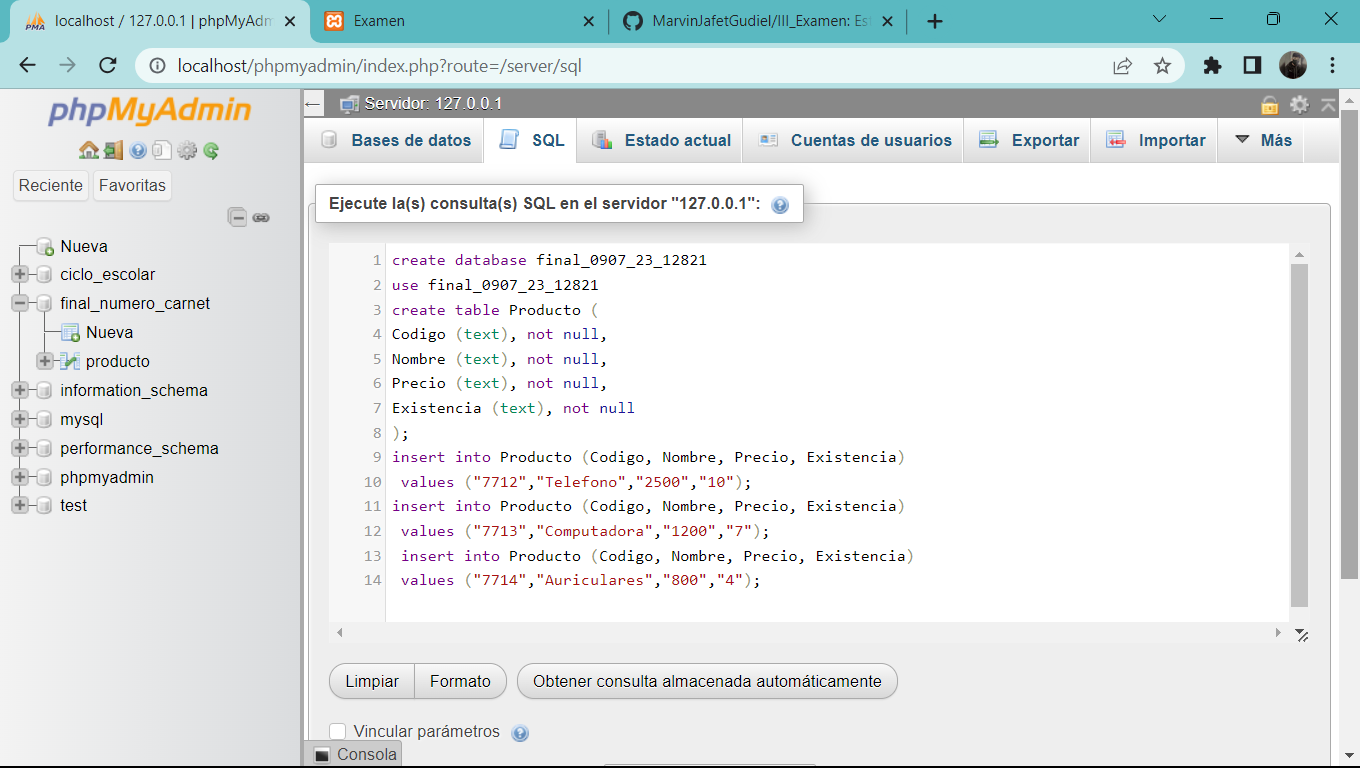 localhost / 127.0.0.1 | phpMyAdm
Examen
MarvinJafetGudiel/III_Examen: Es
localhost/phpmyadmin/index.php?route=/server/sql
phpMyAdmin
Reciente
Favoritas
Nueva
ciclo_escolar
final_numero_carnet
Nueva
producto
information_schema
mysql
performance_schema
phpmyadmin
test
Servidor: 127.0.0.1
Bases de datos
SQL
Estado actual
Cuentas de usuarios
Exportar
Importar
Más
Ejecute la(s) consulta(s) SQL en el servidor "127.0.0.1":
1 create database final_0907_23_12821
2 use final_0907_23_12821
3 create table Producto (
4 Codigo (text), not null,
5 Nombre (text), not null,
6 Precio (text), not null,
7 Existencia (text), not null
8 );
9 insert into Producto (Codigo, Nombre, Precio, Existencia)
10 values ("7712","Telefono","2500","10");
11 insert into Producto (Codigo, Nombre, Precio, Existencia)
12 values ("7713","Computadora","1200","7");
13 insert into Producto (Codigo, Nombre, Precio, Existencia)
14 values ("7714","Auriculares","800","4");
Limpiar
Formato
Obtener consulta almacenada automáticamente
Vincular parámetros
Consola